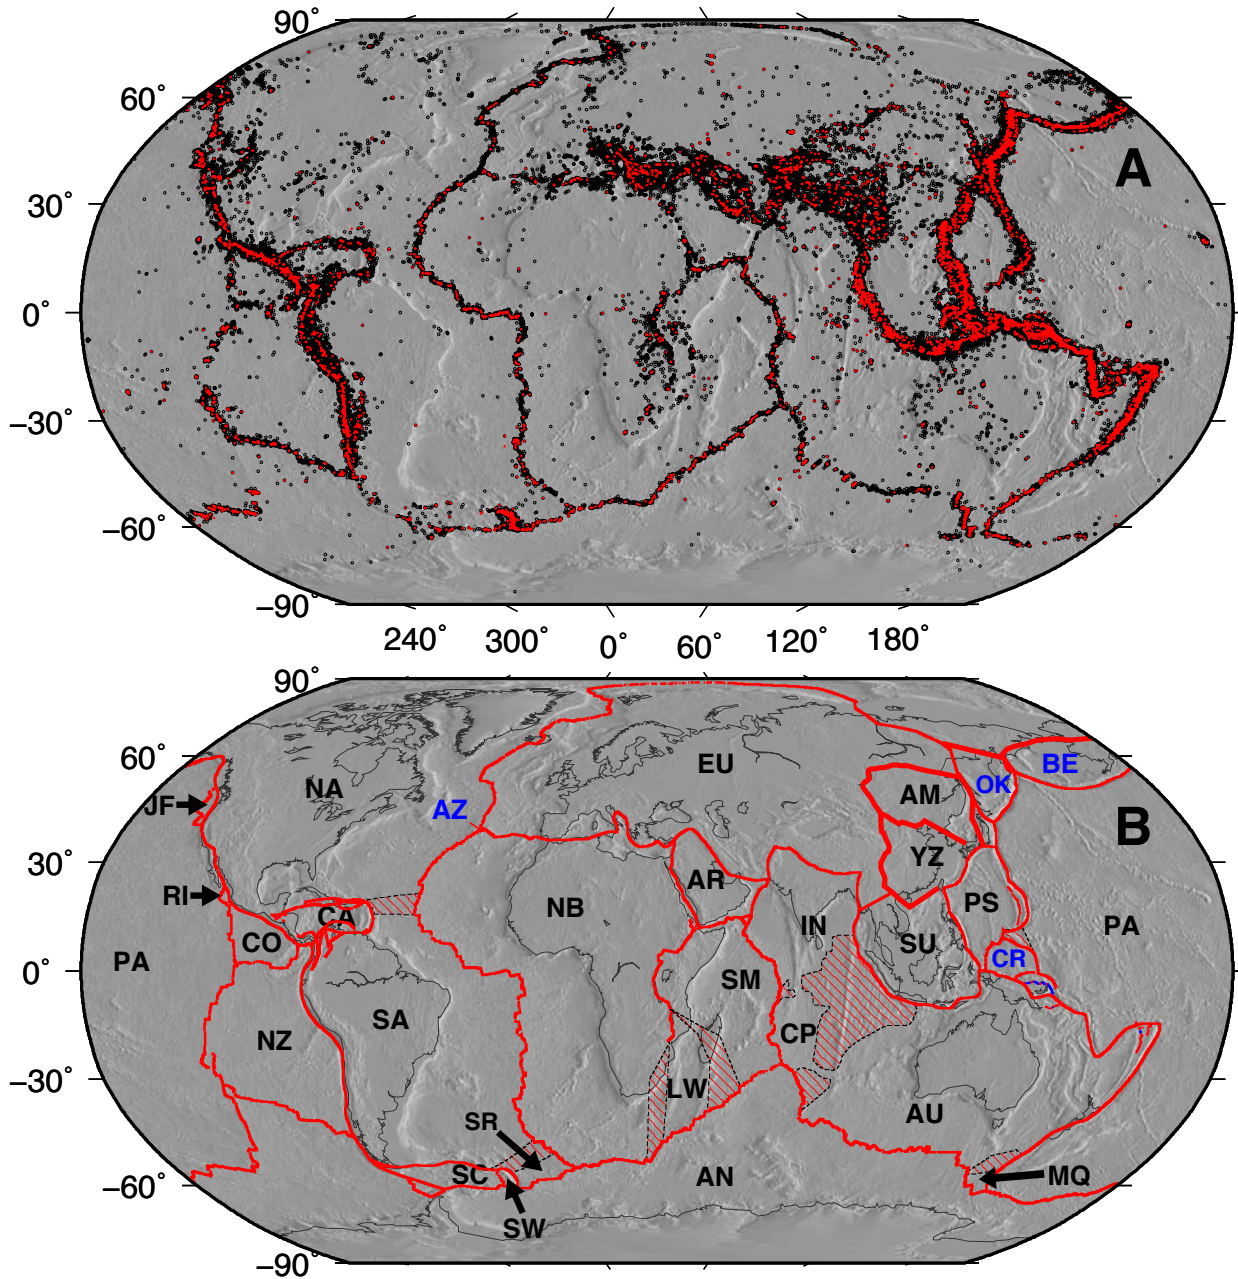 90°
60°
A
30°
0°
−30°
−60°
−90°
240° 300° 0° 60° 120° 180°
90°
60°
EU
BE
OK
NA
AM
JF
AZ
B
30°
YZ
AR
RI
PS
NB
CA
IN
PA
CO
SU
PA
CR
0°
SM
SA
CP
NZ
−30°
LW
AU
SR
SC
AN
MQ
−60°
SW
−90°